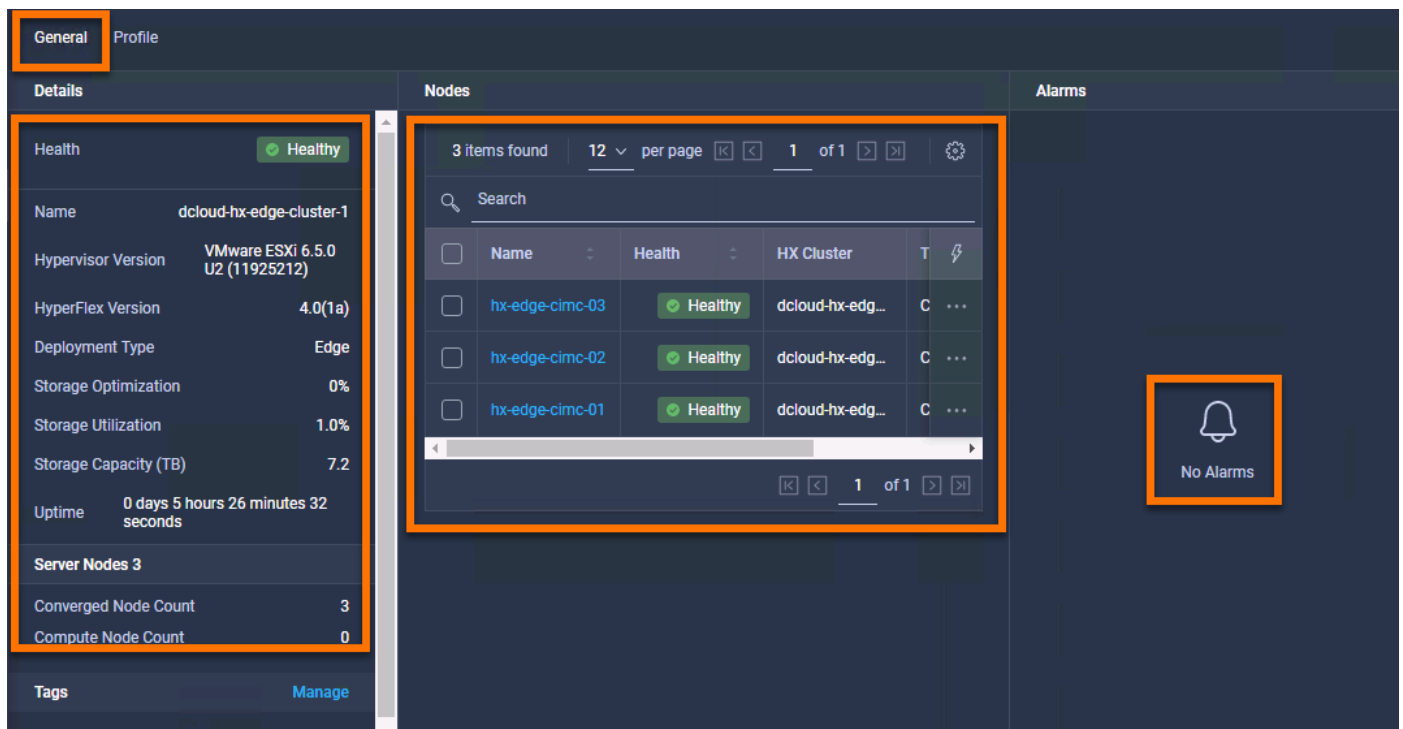 General Profile
Details
Health Healthy
Name dcloud-hx-edge-cluster-1
Hypervisor Version VMware ESXi 6.5.0
U2 (11925212)
HyperFlex Version 4.0(1a)
Deployment Type Edge
Storage Optimization 0%
Storage Utilization 1.0%
Storage Capacity (TB) 7.2
Uptime 0 days 5 hours 26 minutes 32
seconds
Server Nodes 3
Converged Node Count 3
Compute Node Count 0
Tags Manage
Nodes
3 items found 12 per page 1 of 1
Search
Name Health HX Cluster T
hx-edge-cimc-03 Healthy dcloud-hx-edg... C ...
hx-edge-cimc-02 Healthy dcloud-hx-edg... C ...
hx-edge-cimc-01 Healthy dcloud-hx-edg... C ...
1 of 1
Alarms
No Alarms